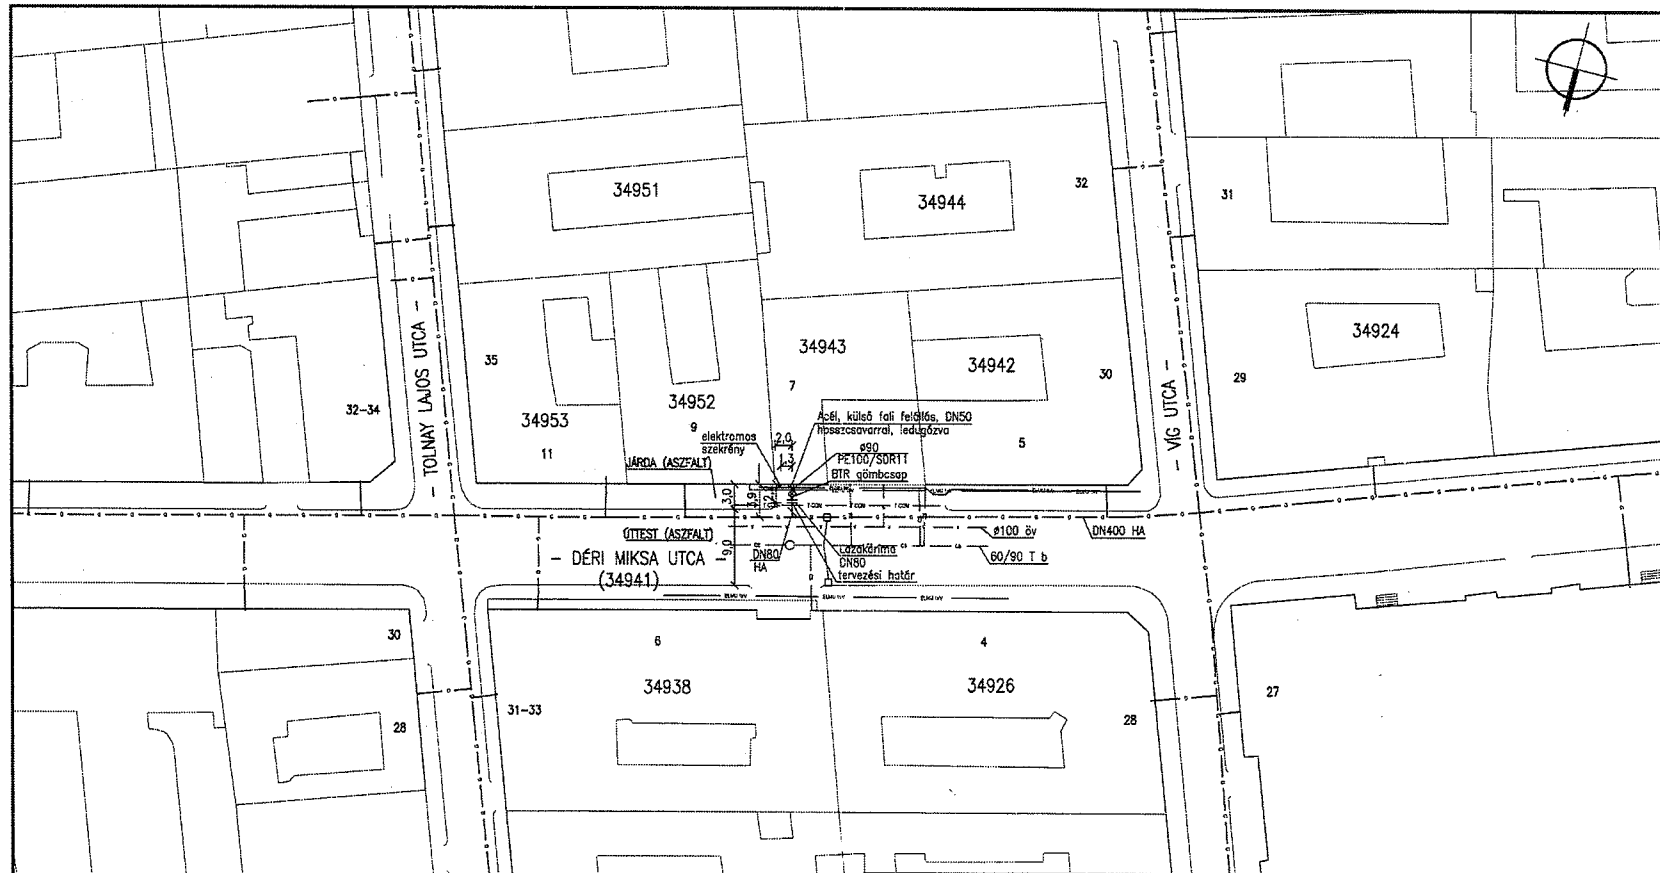 34951
34944
32
31
- TOLNAY LAJOS UTCA -
35
34943
34942
34924
30
29
- VÍG UTCA -
32-34
34953
34952
7
9
11
5
Acél, külső fali felállás, DN50
hosszcsavarral, ledugózva
elektromos
szekrény
2,0
1,3
ø90
PE100/SDR11
BTR gömbcsap
JÁRDA (ASZFALT)
3,0
ÚTTEST (ASZFALT)
9,0
- DÉRI MIKSA UTCA -
(34941)
DN80
HA
Lazakarima
DN80
tervezési határ
ø100 öv
60/90 T b
DN400 HA
30
6
4
34938
34926
31-33
28
28
27